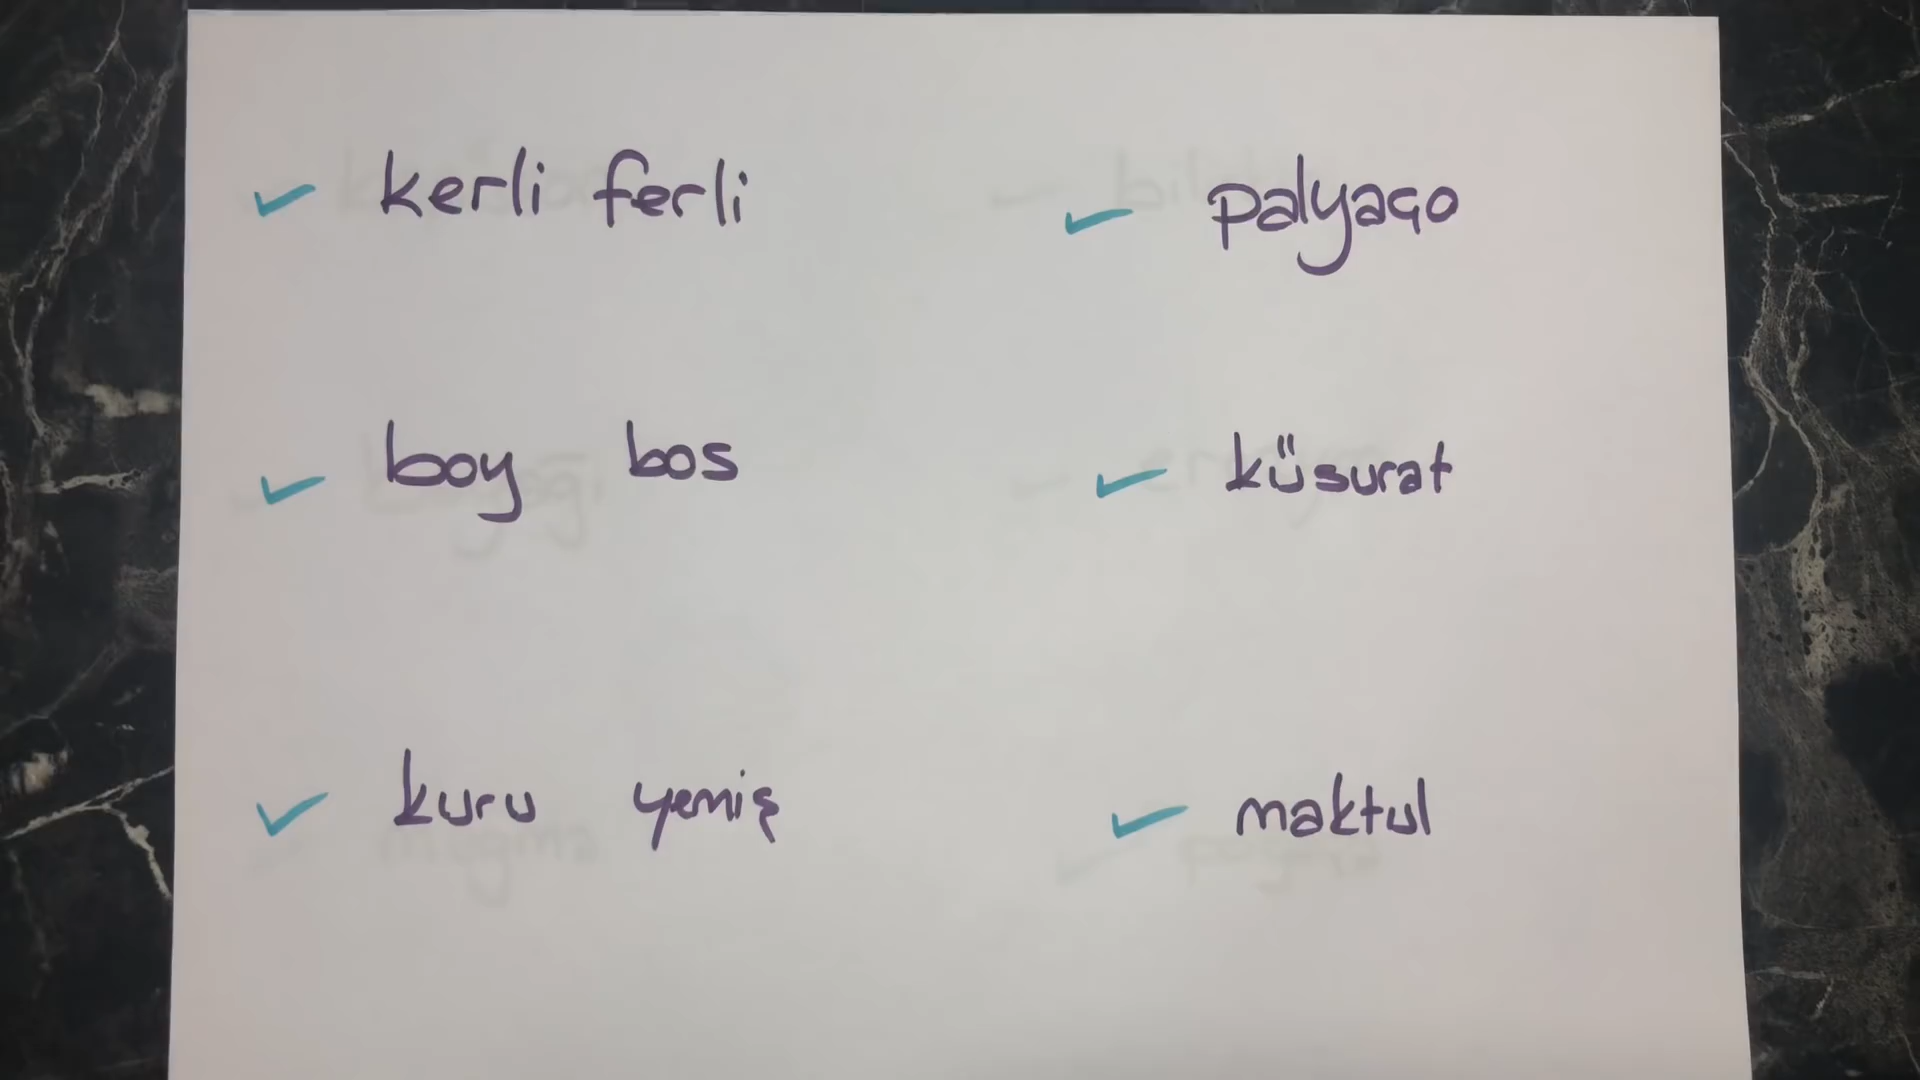 ✓ kerli ferli
✓ palyaço
✓ boy bos
✓ küsurat
✓ kuru yemiş
✓ maktul